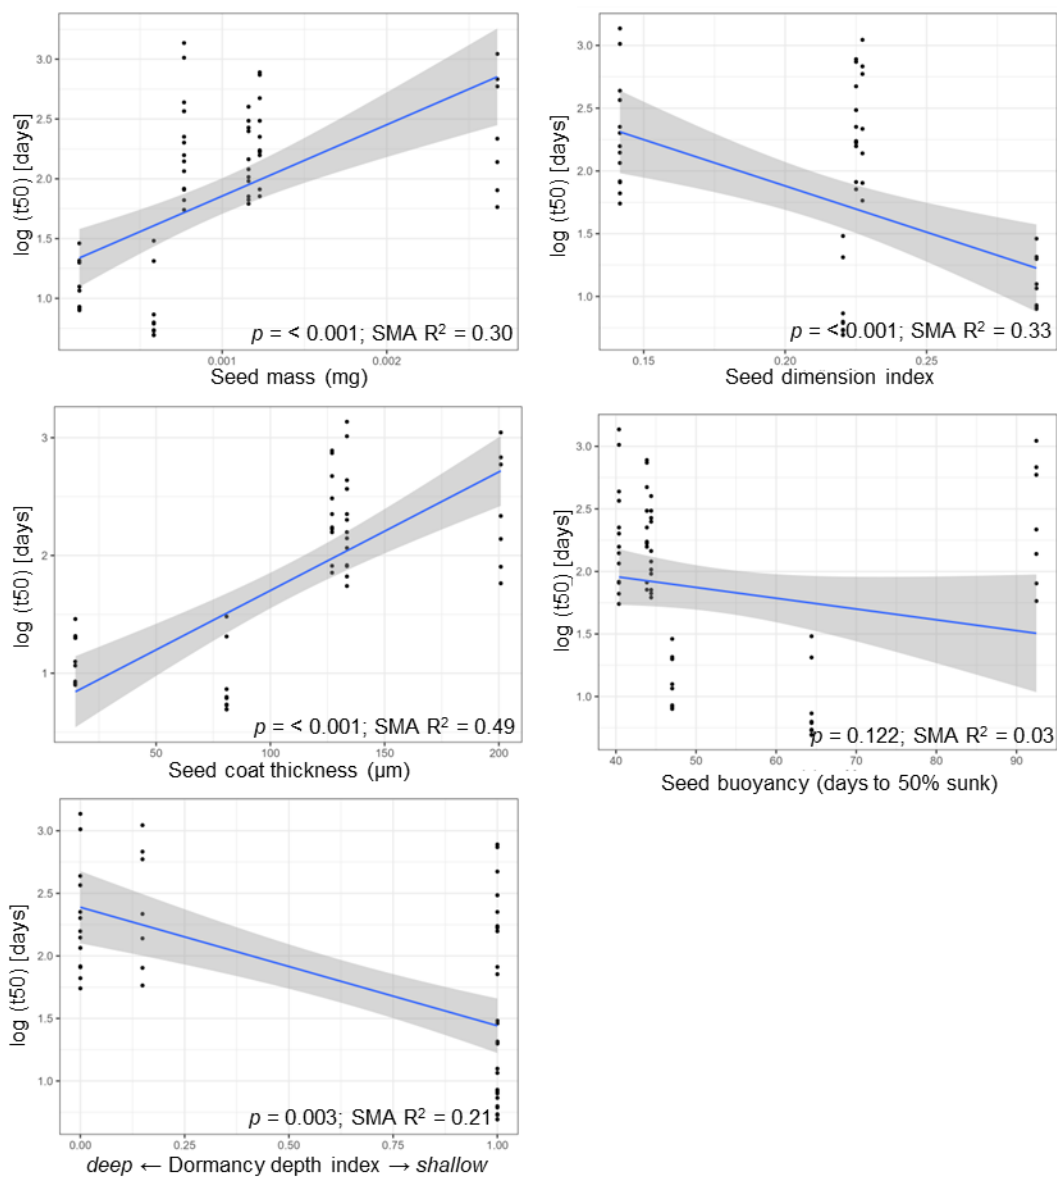 log (t50) [days]
3.0
2.5
2.0
1.5
1.0
p = < 0.001; SMA R² = 0.30
0.001
0.002
Seed mass (mg)
log (t50) [days]
3.0
2.5
2.0
1.5
1.0
p = < 0.001; SMA R² = 0.33
0.15
0.20
0.25
Seed dimension index
log (t50) [days]
3
2
1
p = < 0.001; SMA R² = 0.49
50
100
150
200
Seed coat thickness (µm)
log (t50) [days]
3.0
2.5
2.0
1.5
1.0
p = 0.122; SMA R² = 0.03
40
50
60
70
80
90
Seed buoyancy (days to 50% sunk)
log (t50) [days]
3.0
2.5
2.0
1.5
1.0
p = 0.003; SMA R² = 0.21
0.00
0.25
0.50
0.75
1.00
deep ← Dormancy depth index → shallow